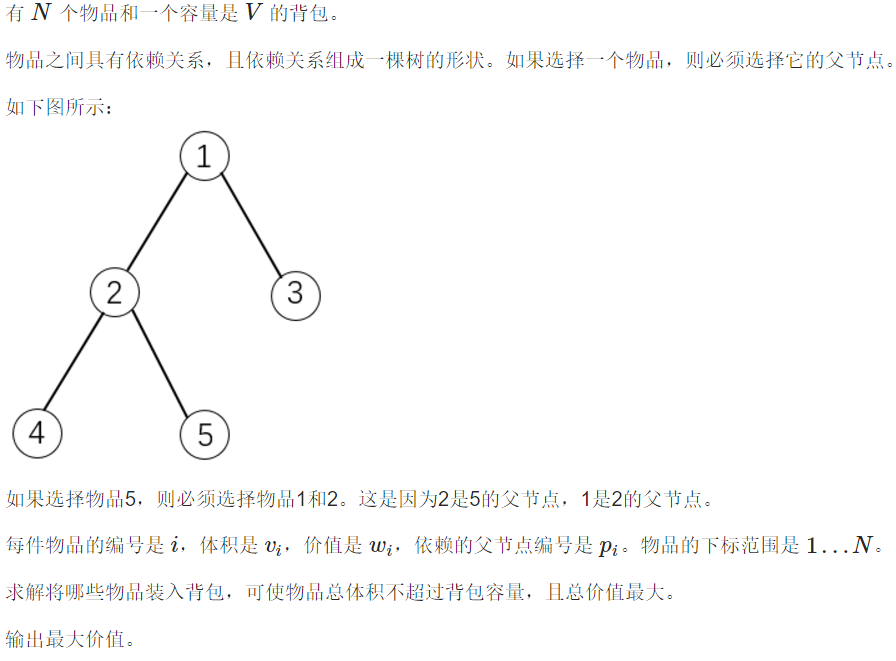 有 N 个物品和一个容量是 V 的背包。
物品之间具有依赖关系，且依赖关系组成一棵树的形状。如果选择一个物品，则必须选择它的父节点。
如下图所示：
1
2
3
4
5
如果选择物品5，则必须选择物品1和2。这是因为2是5的父节点，1是2的父节点。
每件物品的编号是 i，体积是 vᵢ，价值是 wᵢ，依赖的父节点编号是 pᵢ。物品的下标范围是 1…N。
求解将哪些物品装入背包，可使物品总体积不超过背包容量，且总价值最大。
输出最大价值。